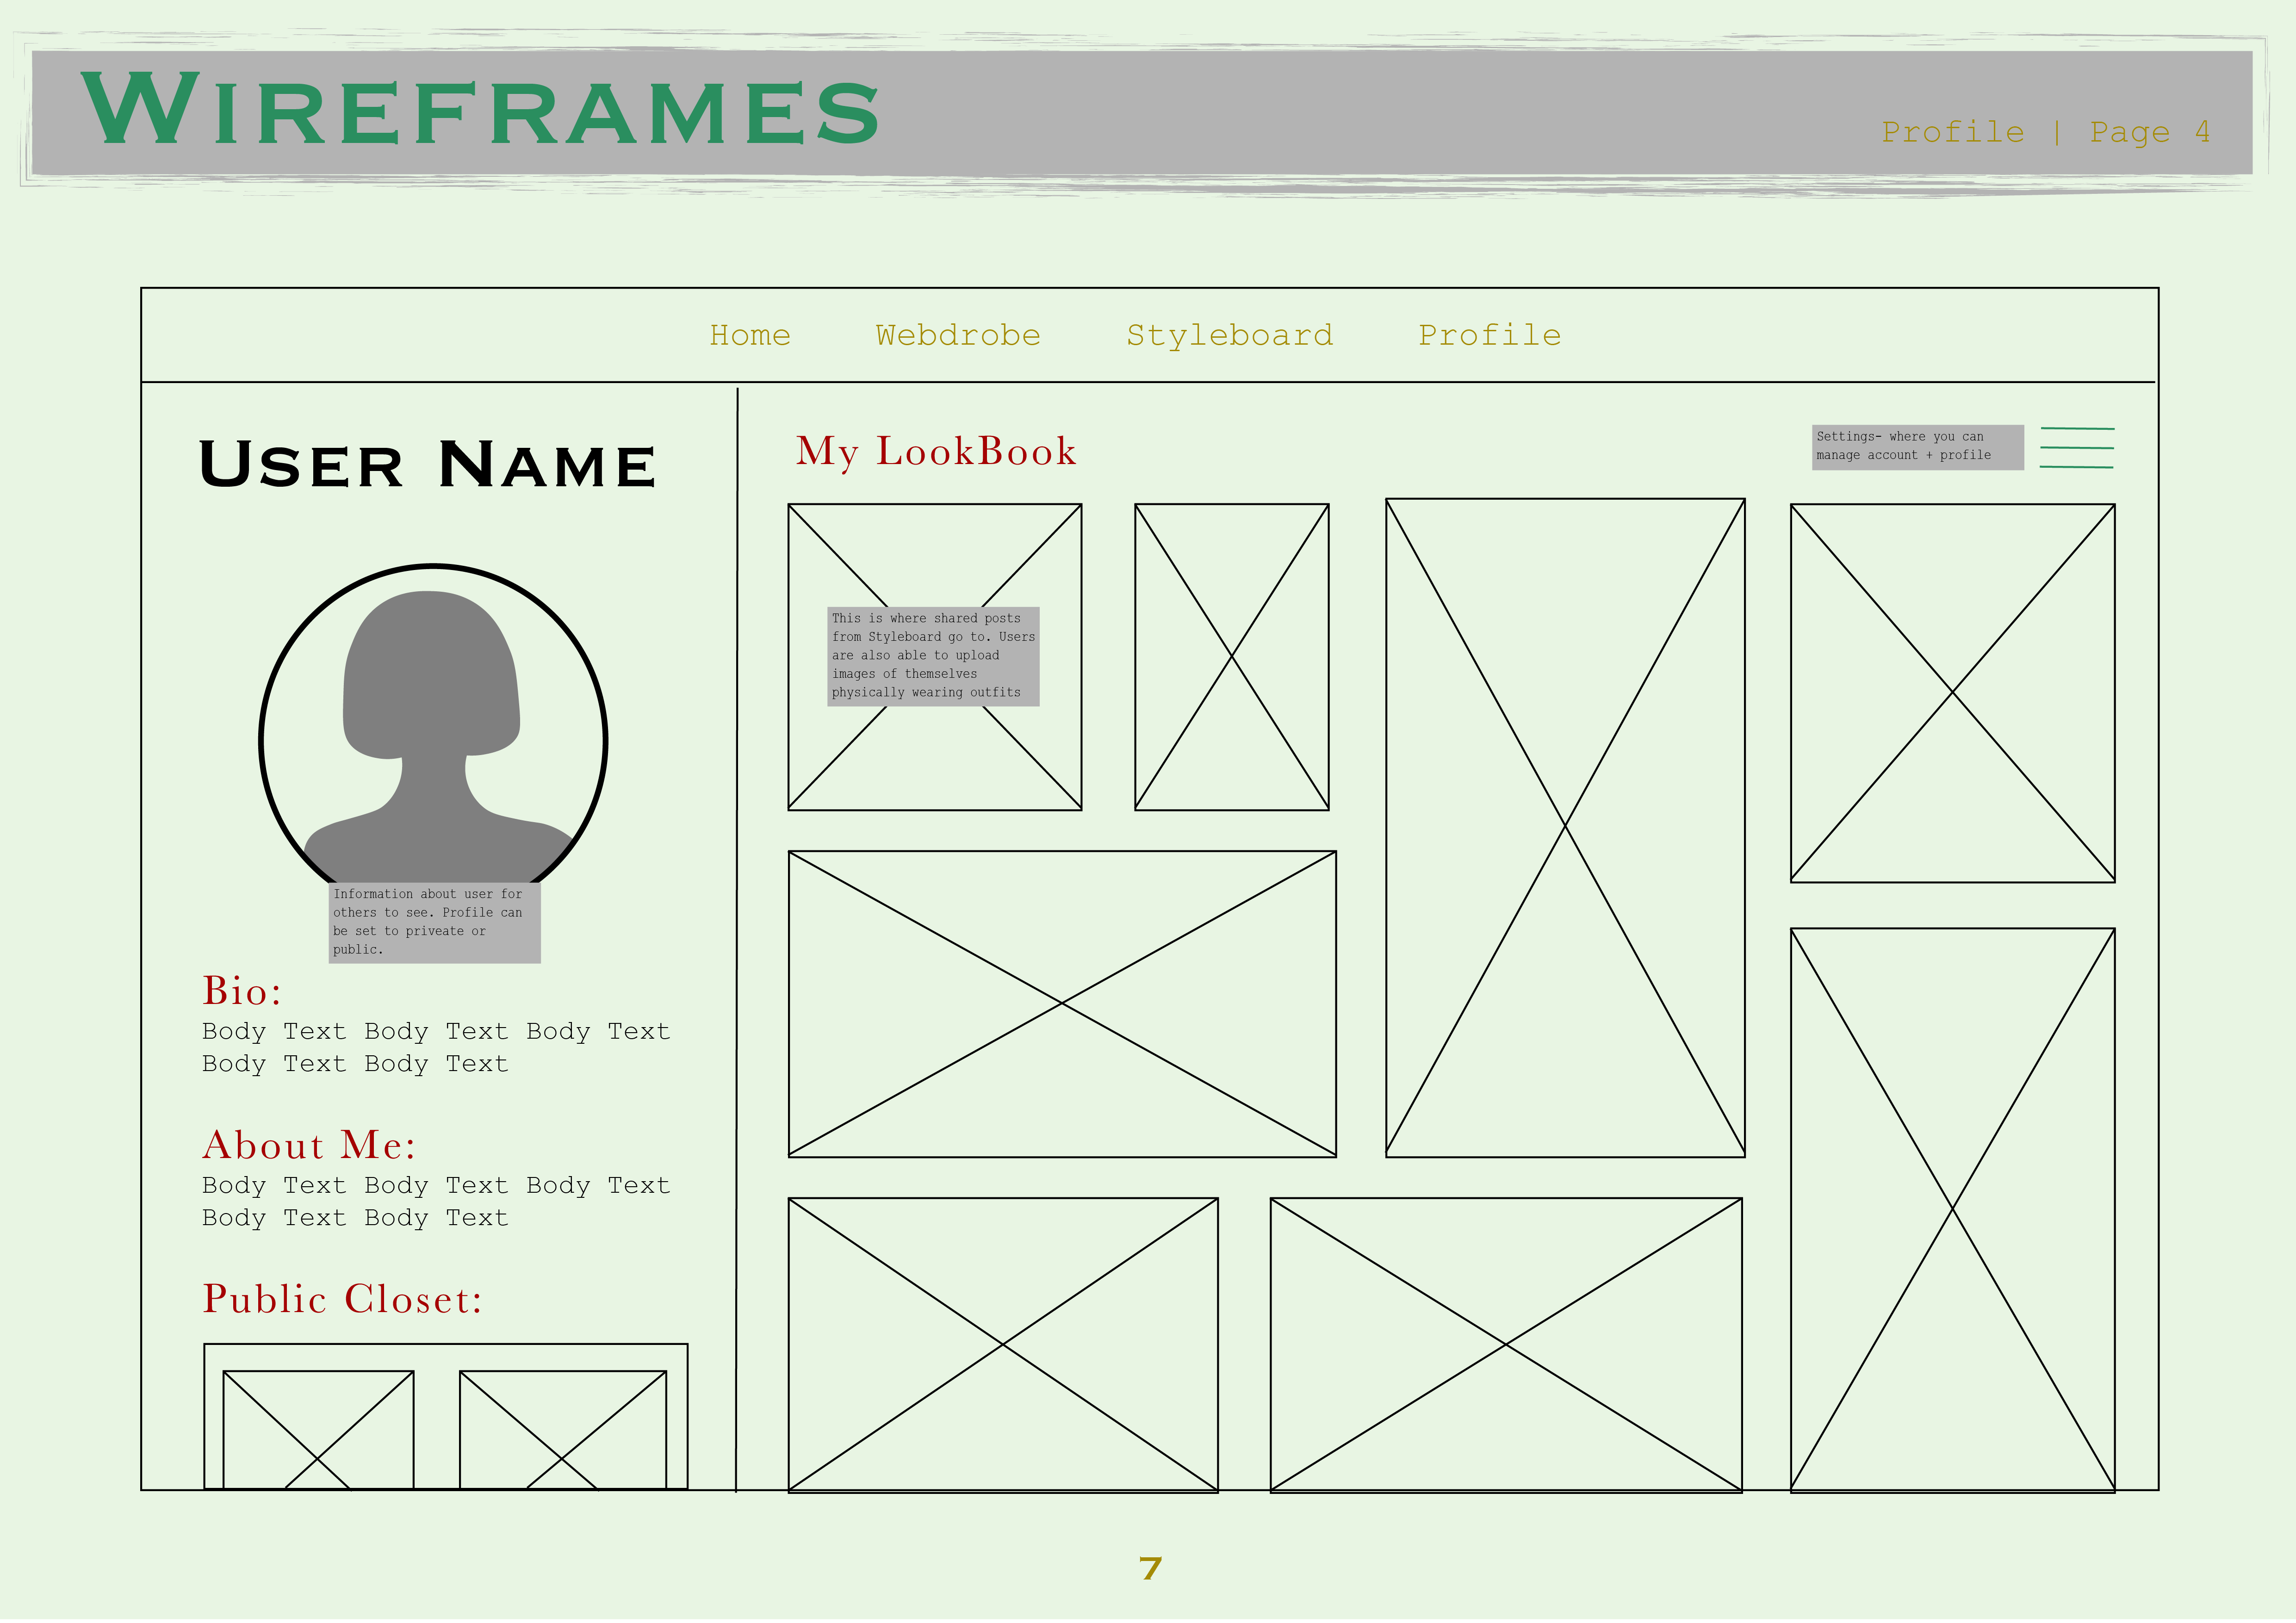 Wireframes
Profile | Page 4
Home Webdrobe Styleboard Profile
User Name
Information about user for
others to see. Profile can
be set to priveate or
public.
Bio:
Body Text Body Text Body Text
Body Text Body Text
About Me:
Body Text Body Text Body Text
Body Text Body Text
Public Closet:
My LookBook
Settings- where you can
manage account + profile
This is where shared posts
from Styleboard go to. Users
are also able to upload
images of themselves
physically wearing outfits
7